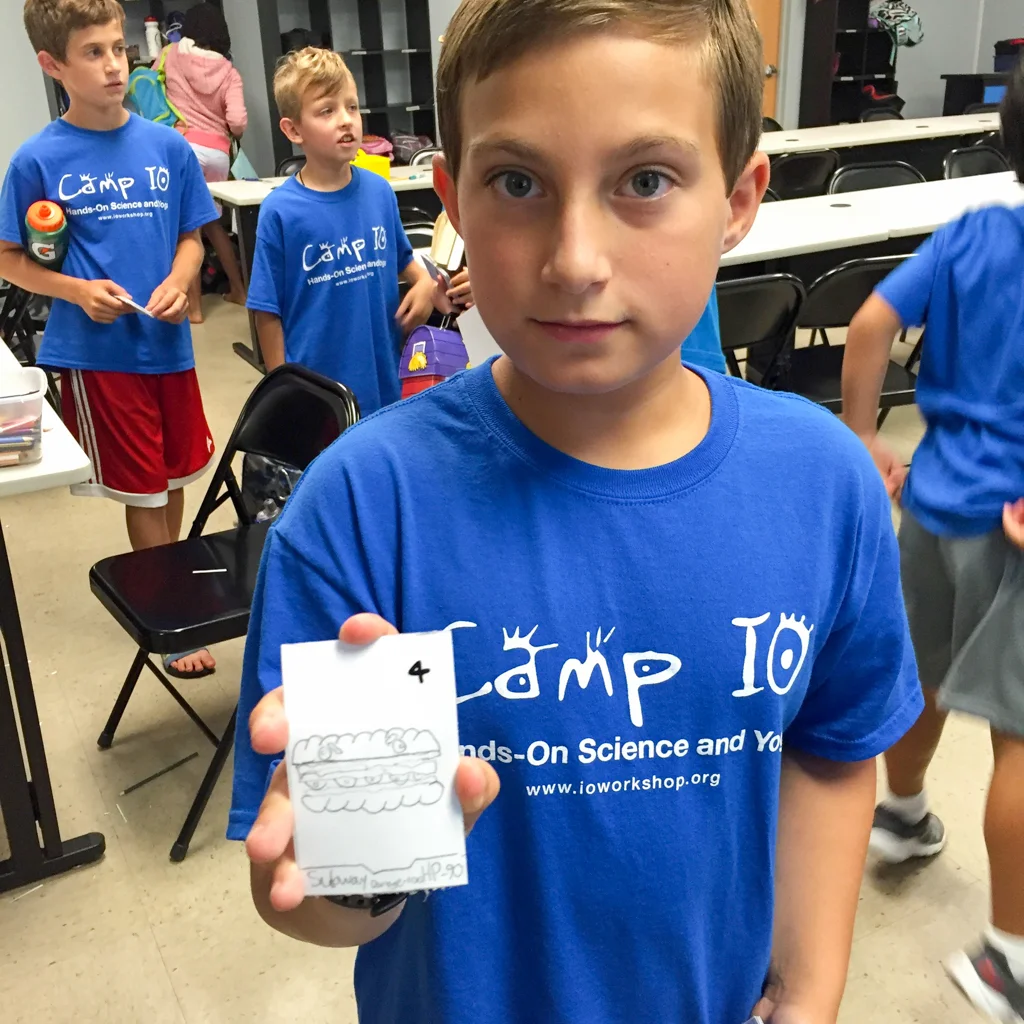 Camp IO
Hands-On Science and
www.ioworkshop.org
Camp IO
Hands-On Science and
G
4
Subway HP-90
Camp IO
nds-On Science and Yo
www.ioworkshop.org